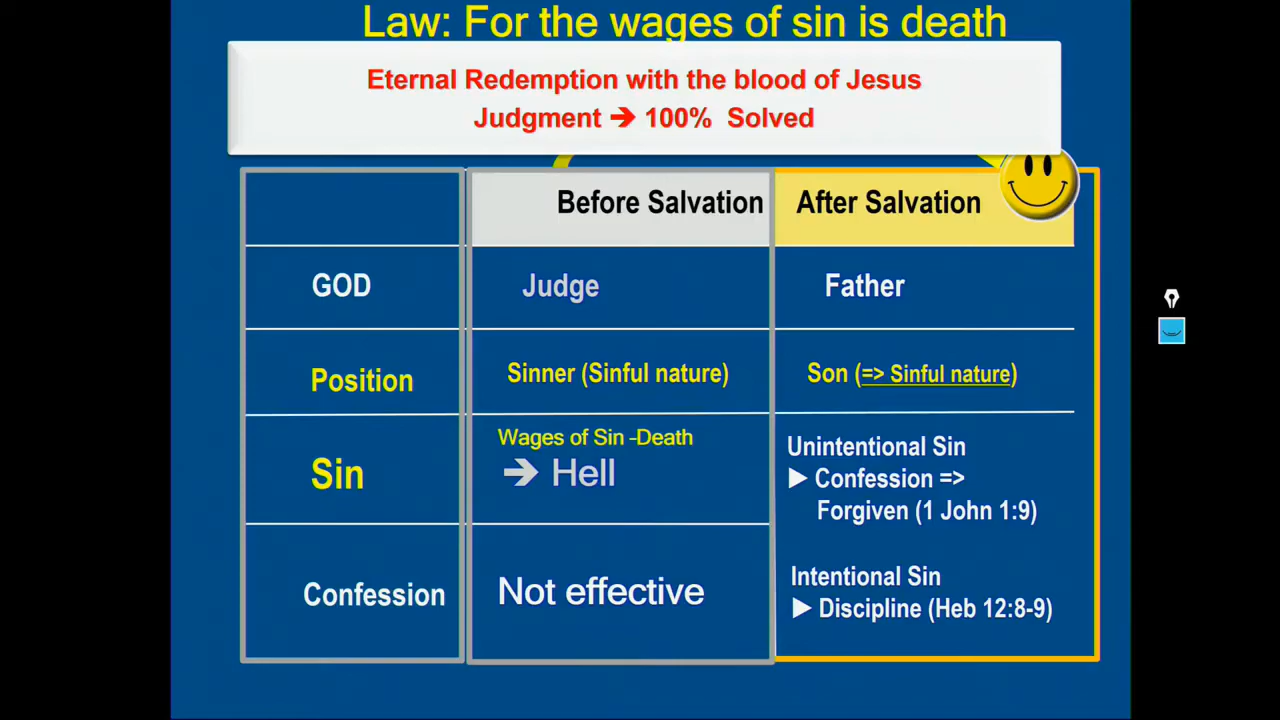 Law: For the wages of sin is death
Eternal Redemption with the blood of Jesus
Judgment ➔ 100% Solved
Before Salvation
After Salvation
GOD
Judge
Father
Position
Sinner (Sinful nature)
Son (=> Sinful nature)
Sin
Wages of Sin –Death
➔ Hell
Unintentional Sin
▶ Confession =>
Forgiven (1 John 1:9)
Confession
Not effective
Intentional Sin
▶ Discipline (Heb 12:8-9)